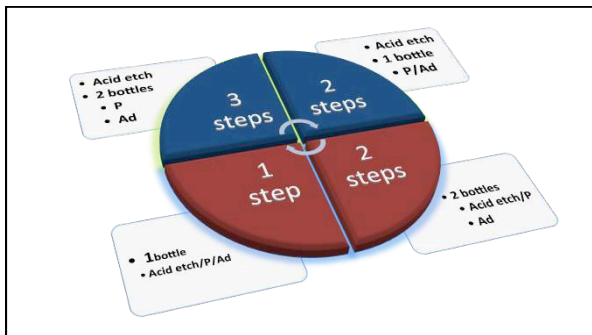 • Acid etch
• 2 bottles
• P
• Ad
3
steps
2
steps
• Acid etch
• 1 bottle
• P/Ad
1
step
2
steps
• 1bottle
• Acid etch/P/Ad
• 2 bottles
• Acid etch/P
• Ad